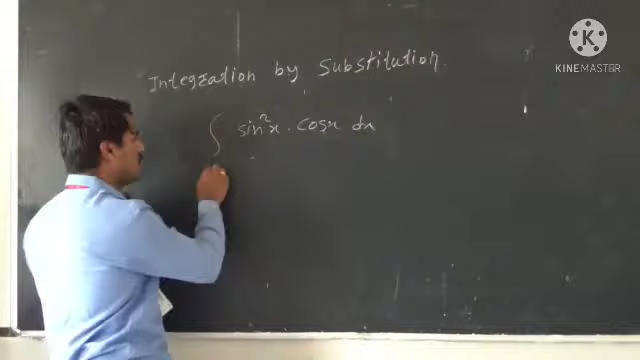 KINEMASTER
Integration by Substitution
∫ sin²x . cosx dx